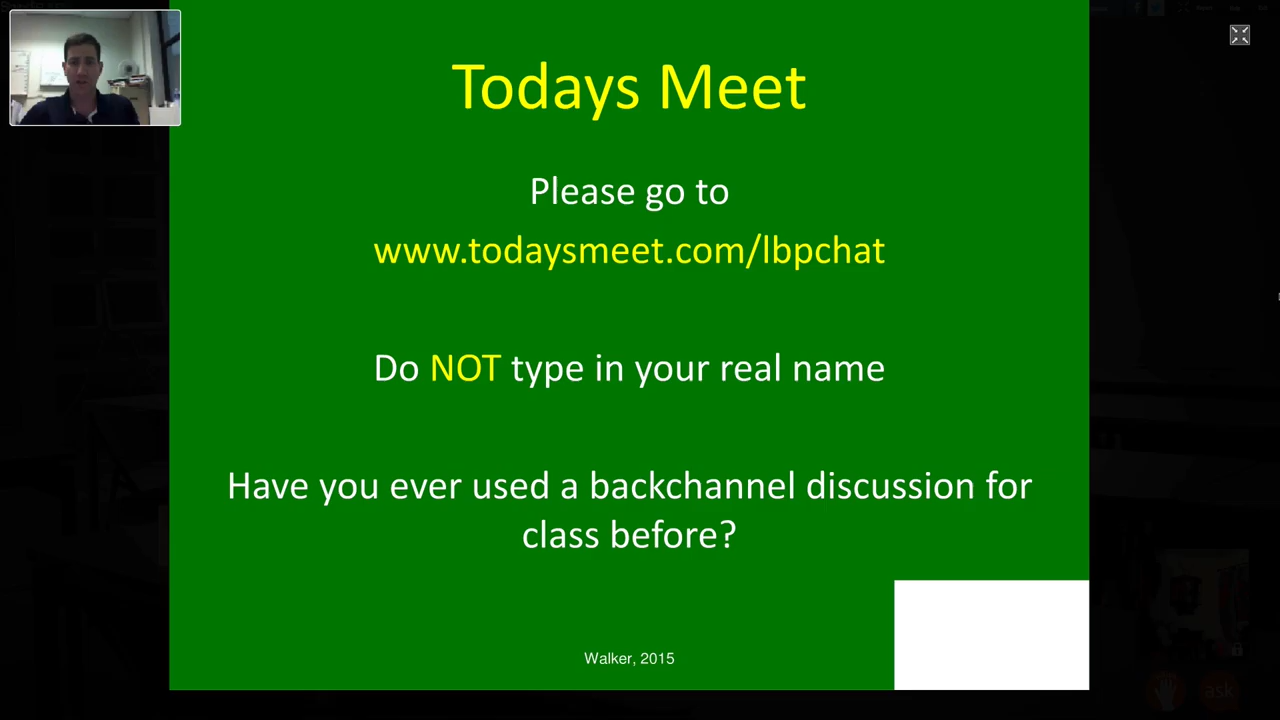 Todays Meet
Please go to
www.todaysmeet.com/lbpchat
Do NOT type in your real name
Have you ever used a backchannel discussion for
class before?
Walker, 2015
ask